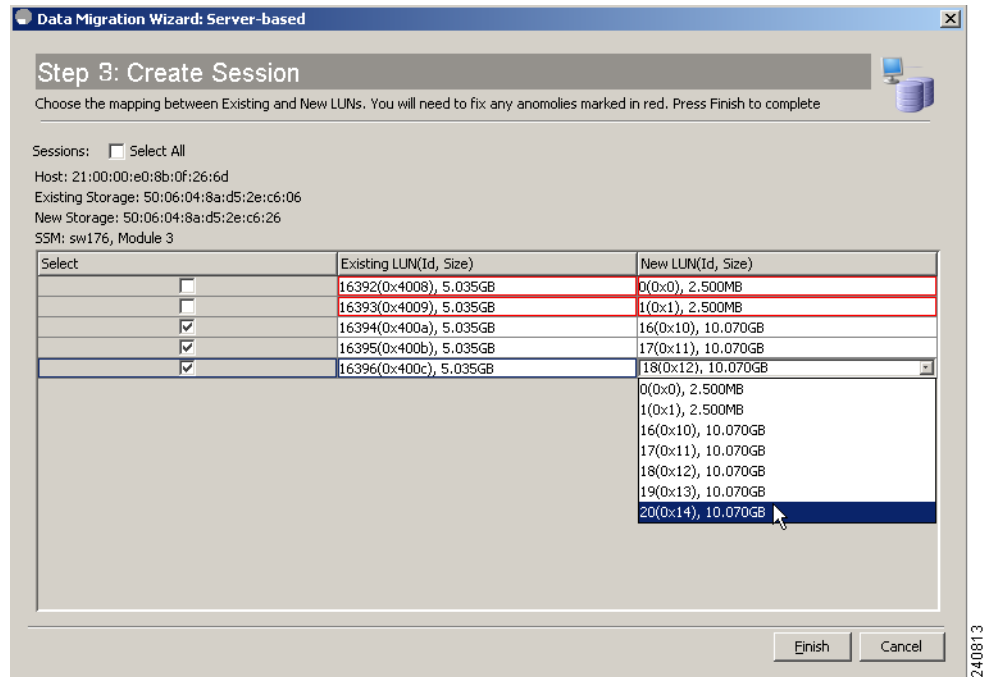 Data Migration Wizard: Server-based
Step 3: Create Session
Choose the mapping between Existing and New LUNs. You will need to fix any anomolies marked in red. Press Finish to complete
Sessions: Select All
Host: 21:00:00:e0:8b:0f:26:6d
Existing Storage: 50:06:04:8a:d5:2e:c6:06
New Storage: 50:06:04:8a:d5:2e:c6:26
SSM: sw176, Module 3
Select Existing LUN(Id, Size) New LUN(Id, Size)
16392(0x4008), 5.035GB 0(0x0), 2.500MB
16393(0x4009), 5.035GB 1(0x1), 2.500MB
16394(0x400a), 5.035GB 16(0x10), 10.070GB
16395(0x400b), 5.035GB 17(0x11), 10.070GB
16396(0x400c), 5.035GB 18(0x12), 10.070GB
0(0x0), 2.500MB
1(0x1), 2.500MB
16(0x10), 10.070GB
17(0x11), 10.070GB
18(0x12), 10.070GB
19(0x13), 10.070GB
20(0x14), 10.070GB
Finish Cancel
240813